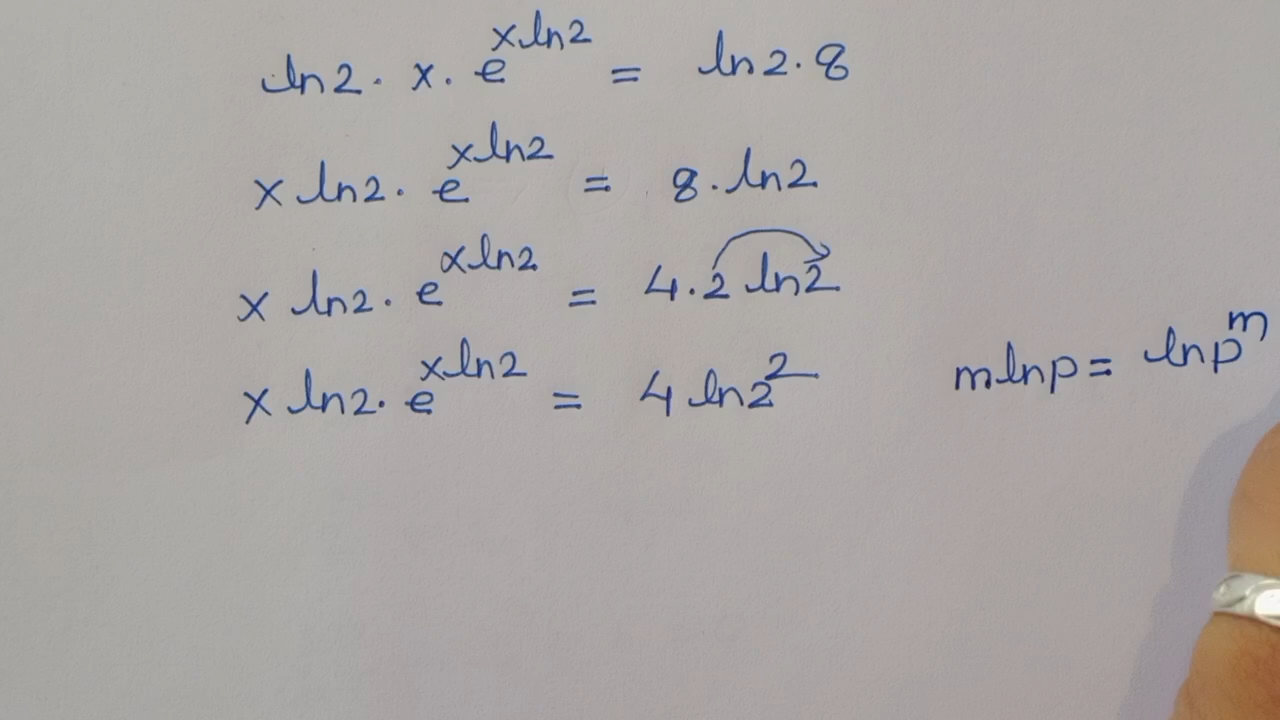 ln2 · x · e^{x ln2} = ln2 · 8
x ln2 · e^{x ln2} = 8 · ln2
x ln2 · e^{x ln2} = 4 · 2 ln2
x ln2 · e^{x ln2} = 4 ln2^2
m ln p = ln p^m